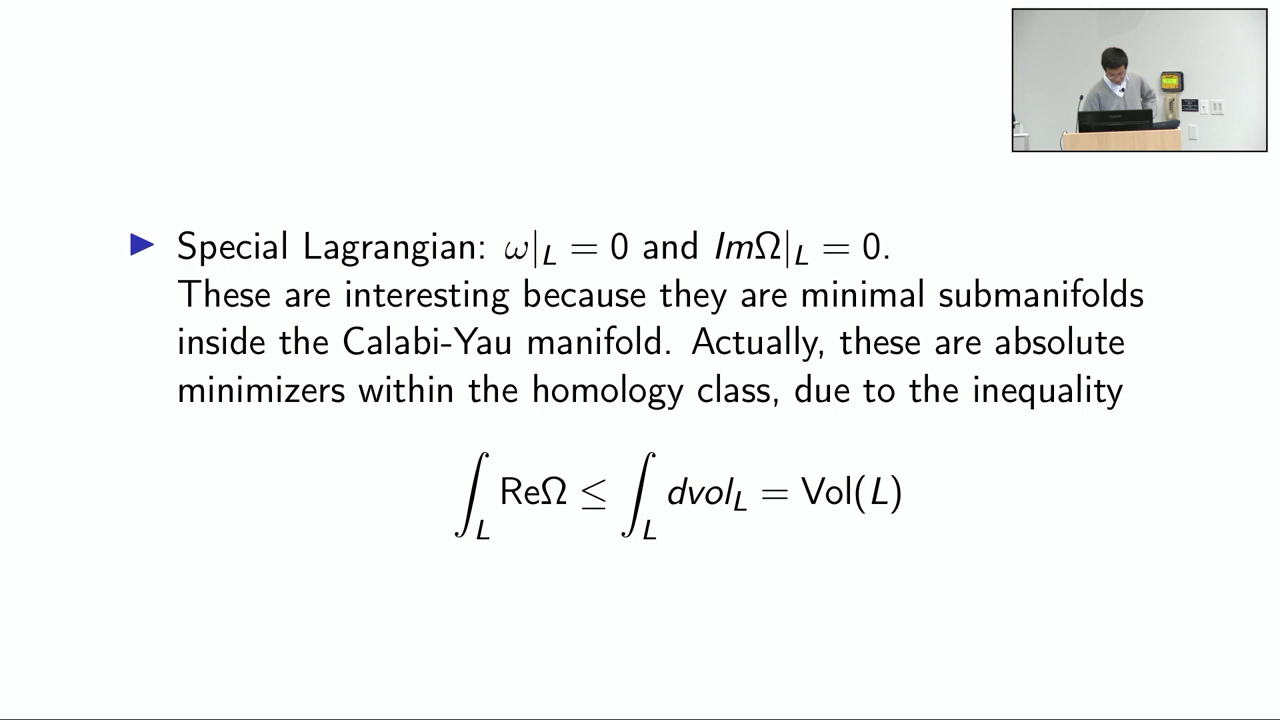 ▶ Special Lagrangian: ω|_L = 0 and ImΩ|_L = 0.
These are interesting because they are minimal submanifolds
inside the Calabi-Yau manifold. Actually, these are absolute
minimizers within the homology class, due to the inequality
∫_L ReΩ ≤ ∫_L dvol_L = Vol(L)